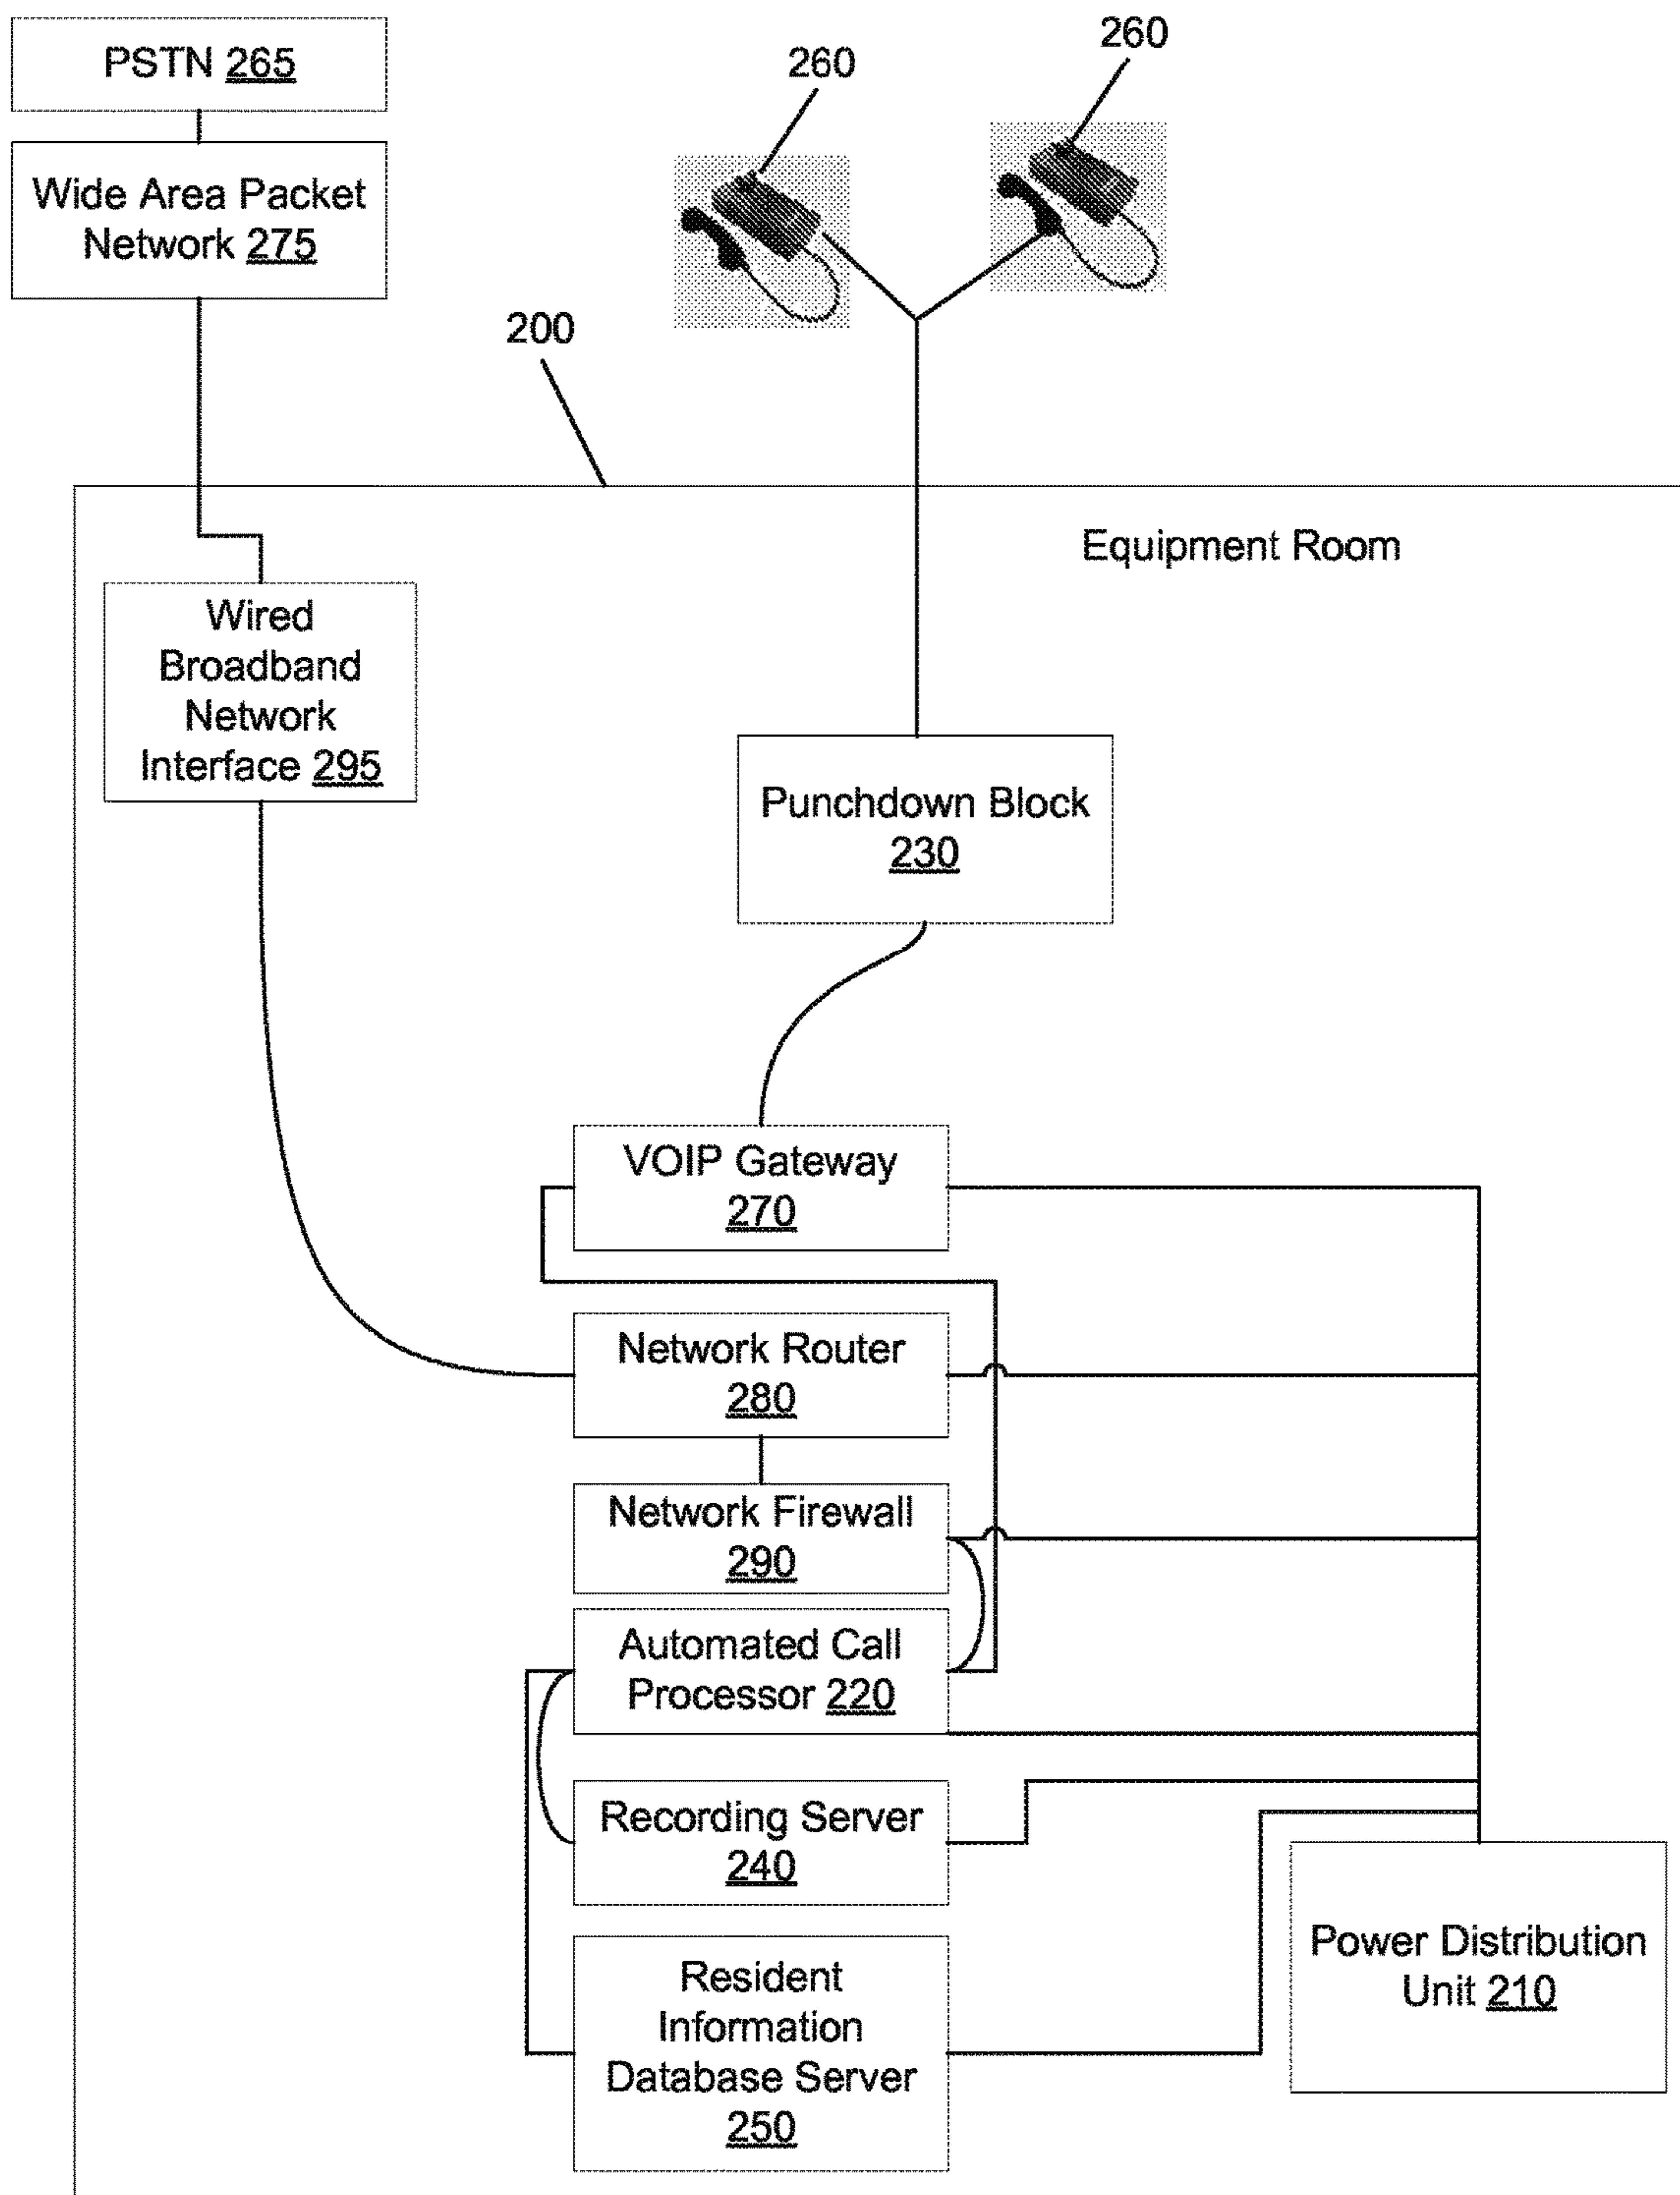 PSTN 265
260
260
Wide Area Packet
Network 275
200
Equipment Room
Wired
Broadband
Network
Interface 295
Punchdown Block
230
VOIP Gateway
270
Network Router
280
Network Firewall
290
Automated Call
Processor 220
Recording Server
240
Power Distribution
Unit 210
Resident
Information
Database Server
250